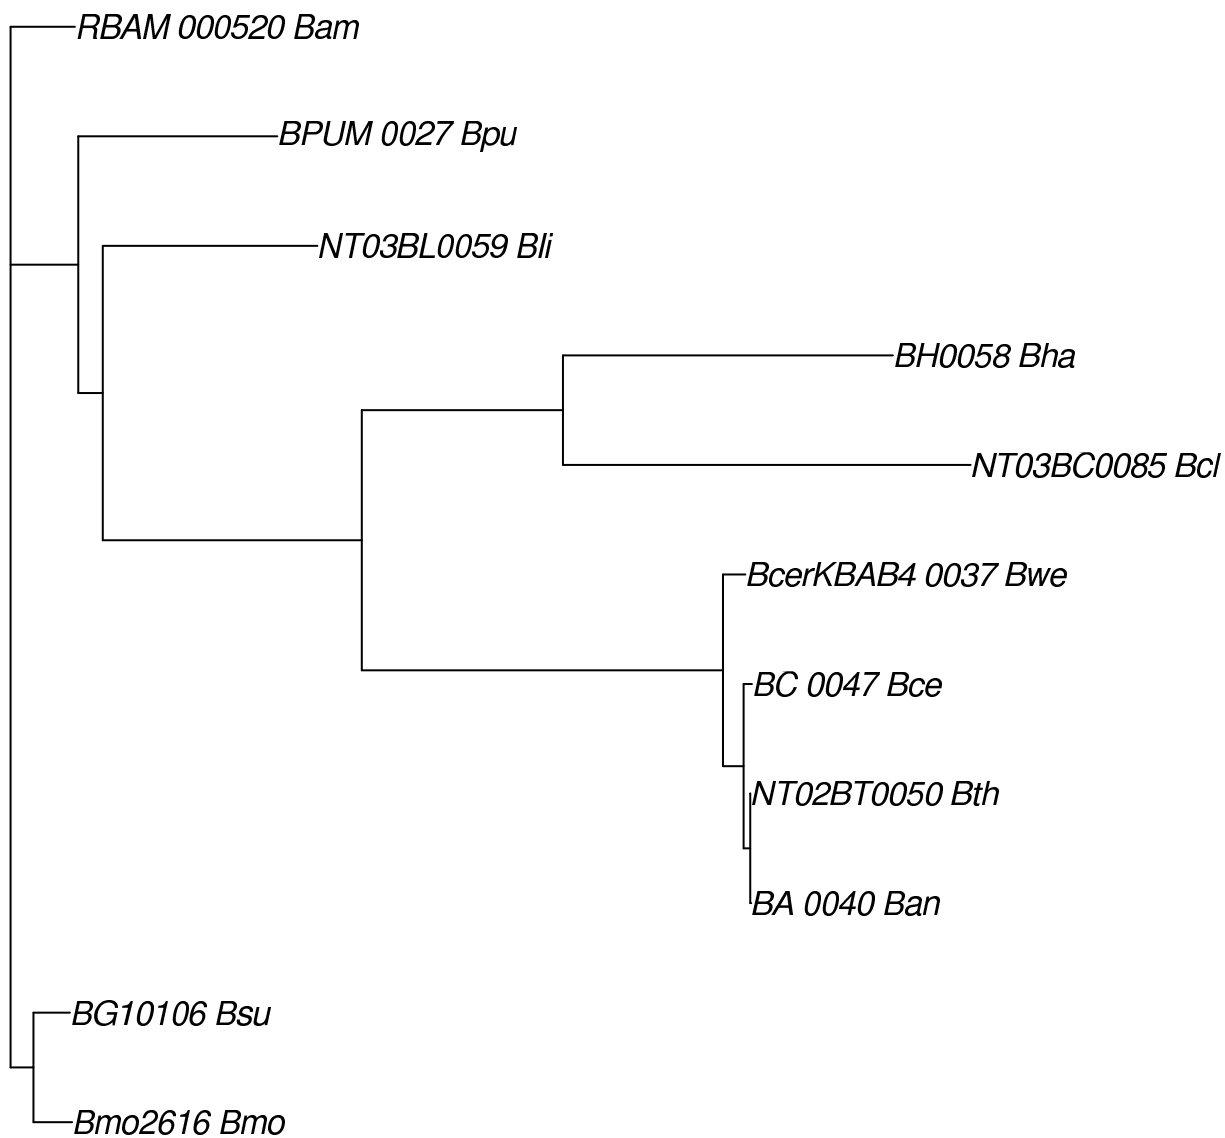 RBAM 000520 Bam
BPUM 0027 Bpu
NT03BL0059 Bli
BH0058 Bha
NT03BC0085 Bcl
BcerKBAB4 0037 Bwe
BC 0047 Bce
NT02BT0050 Bth
BA 0040 Ban
BG10106 Bsu
Bmo2616 Bmo